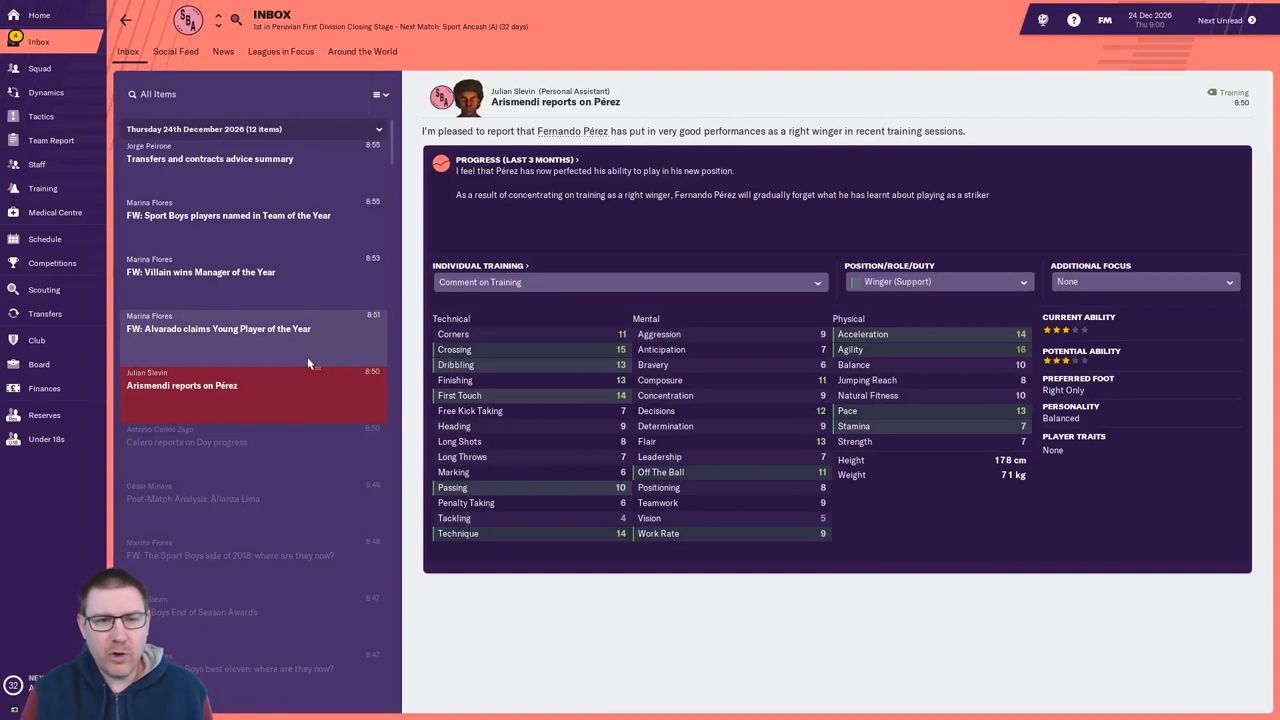 Home
4
Inbox
Squad
Dynamics
Tactics
Team Report
Staff
Training
Medical Centre
Schedule
Competitions
Scouting
Transfers
Club
Board
Finances
Reserves
Under 18s
32
SBA
INBOX
1st in Peruvian First Division Closing Stage - Next Match: Sport Ancash (A) (32 days)
?
FM
24 Dec 2026
Thu 9:00
Next Unread
Inbox
Social Feed
News
Leagues in Focus
Around the World
All Items
Thursday 24th December 2026 (12 items)
Jorge Peirone
8:55
Transfers and contracts advice summary
Marina Flores
8:55
FW: Sport Boys players named in Team of the Year
Marina Flores
8:53
FW: Villain wins Manager of the Year
Marina Flores
8:51
FW: Alvarado claims Young Player of the Year
Julian Slevin
8:50
Arismendi reports on Pérez
Antonio Carlos Zago
8:50
Calero reports on Doy progress
César Minaya
8:48
Post-Match Analysis: Alianza Lima
Marina Flores
8:48
FW: The Sport Boys side of 2018: where are they now?
Slevin
8:47
Boys End of Season Awards
8:47
Boys best eleven: where are they now?
SBA
Julian Slevin (Personal Assistant)
Arismendi reports on Pérez
Training
8:50
I'm pleased to report that Fernando Pérez has put in very good performances as a right winger in recent training sessions.
PROGRESS (LAST 3 MONTHS) >
I feel that Pérez has now perfected his ability to play in his new position.
As a result of concentrating on training as a right winger, Fernando Pérez will gradually forget what he has learnt about playing as a striker
INDIVIDUAL TRAINING >
Comment on Training
POSITION/ROLE/DUTY
Winger (Support)
ADDITIONAL FOCUS
None
Technical
Corners 11
Crossing 15
Dribbling 13
Finishing 13
First Touch 14
Free Kick Taking 7
Heading 9
Long Shots 8
Long Throws 7
Marking 6
Passing 10
Penalty Taking 6
Tackling 4
Technique 14
Mental
Aggression 9
Anticipation 7
Bravery 6
Composure 11
Concentration 9
Decisions 12
Determination 9
Flair 13
Leadership 7
Off The Ball 11
Positioning 8
Teamwork 9
Vision 5
Work Rate 9
Physical
Acceleration 14
Agility 16
Balance 10
Jumping Reach 8
Natural Fitness 10
Pace 13
Stamina 7
Strength 7
Height 178 cm
Weight 71 kg
CURRENT ABILITY
POTENTIAL ABILITY
PREFERRED FOOT
Right Only
PERSONALITY
Balanced
PLAYER TRAITS
None